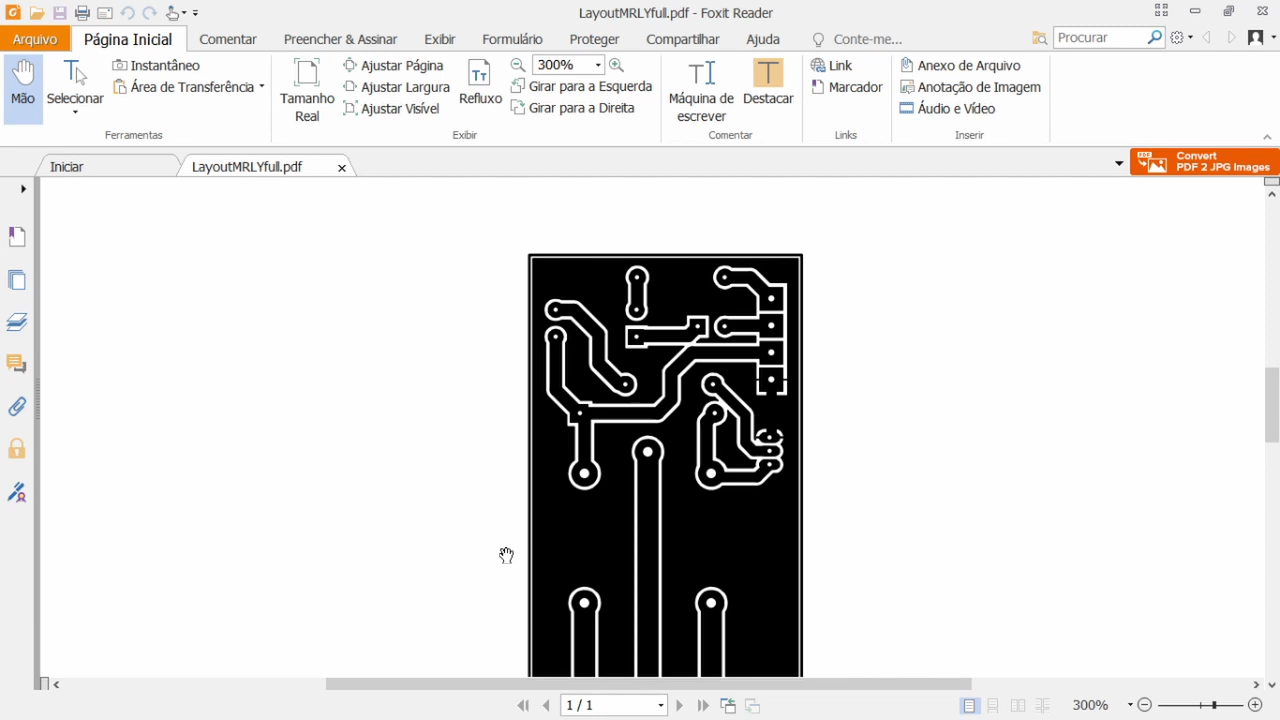 LayoutMRLYfull.pdf - Foxit Reader
Arquivo
Página Inicial
Comentar
Preencher & Assinar
Exibir
Formulário
Proteger
Compartilhar
Ajuda
Conte-me...
Procurar
Mão
Selecionar
Instantâneo
Área de Transferência
Ferramentas
Tamanho
Real
Ajustar Página
Ajustar Largura
Ajustar Visível
Refluxo
300%
Girar para a Esquerda
Girar para a Direita
Exibir
Máquina de
escrever
Destacar
Comentar
Link
Marcador
Links
Anexo de Arquivo
Anotação de Imagem
Áudio e Vídeo
Inserir
Iniciar
LayoutMRLYfull.pdf
Convert
PDF 2 JPG Images
1 / 1
300%